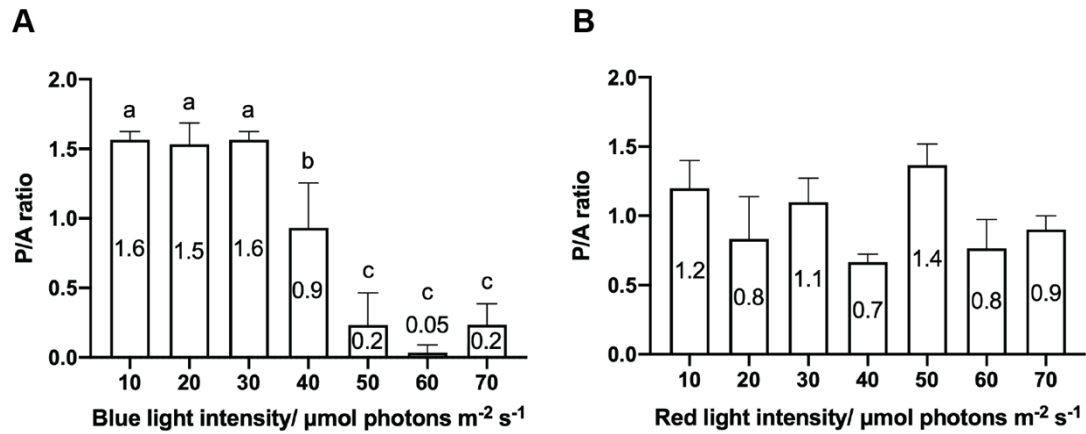 A
P/A ratio
2.0
1.5
1.0
0.5
0.0
a a a b c c c
1.6 1.5 1.6 0.9 0.2 0.05 0.2
10 20 30 40 50 60 70
Blue light intensity/ μmol photons m⁻² s⁻¹
B
P/A ratio
2.0
1.5
1.0
0.5
0.0
1.2 0.8 1.1 0.7 1.4 0.8 0.9
10 20 30 40 50 60 70
Red light intensity/ μmol photons m⁻² s⁻¹